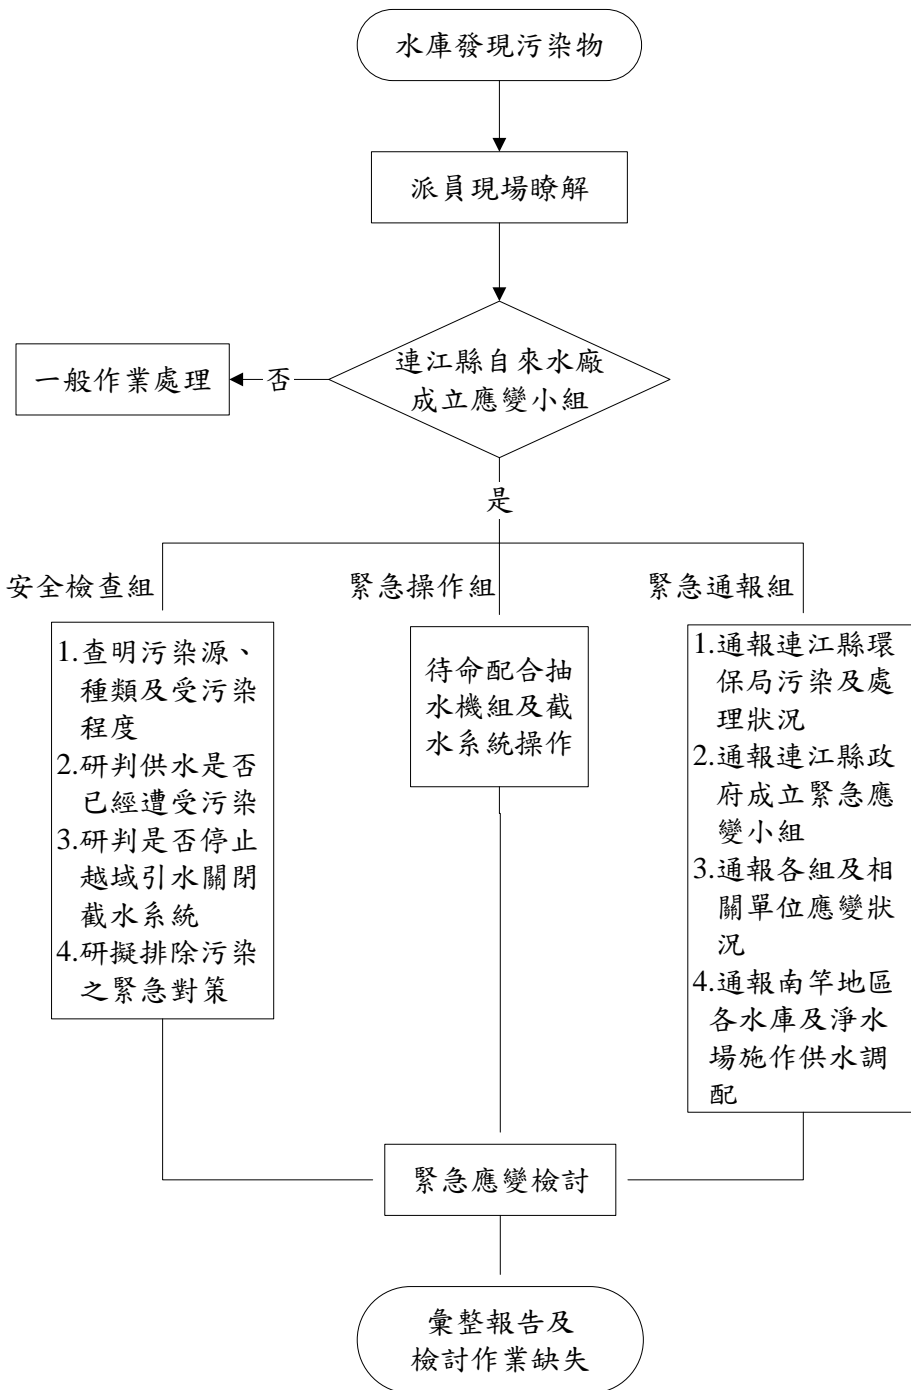 水庫發現污染物
派員現場瞭解
連江縣自來水廠
成立應變小組
否
一般作業處理
是
安全檢查組
1.查明污染源、
種類及受污染
程度
2.研判供水是否
已經遭受污染
3.研判是否停止
越域引水關閉
截水系統
4.研擬排除污染
之緊急對策
緊急操作組
待命配合抽
水機組及截
水系統操作
緊急通報組
1.通報連江縣環
保局污染及處
理狀況
2.通報連江縣政
府成立緊急應
變小組
3.通報各組及相
關單位應變狀
況
4.通報南竿地區
各水庫及淨水
場施作供水調
配
緊急應變檢討
彙整報告及
檢討作業缺失